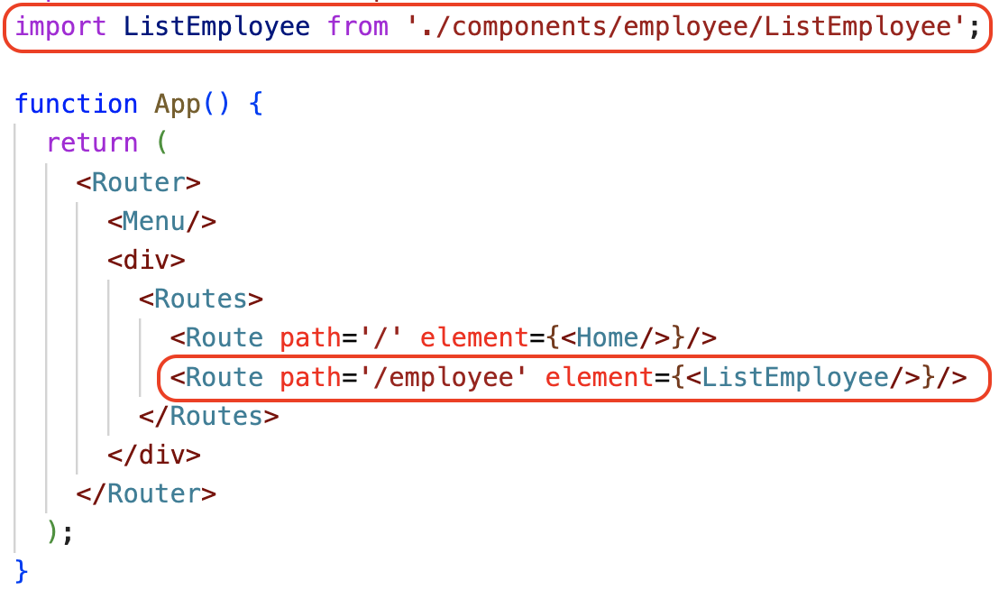 import ListEmployee from './components/employee/ListEmployee';
function App() {
return (
<Router>
<Menu/>
<div>
<Routes>
<Route path='/' element={<Home/>}/>
<Route path='/employee' element={<ListEmployee/>}/>
</Routes>
</div>
</Router>
);
}